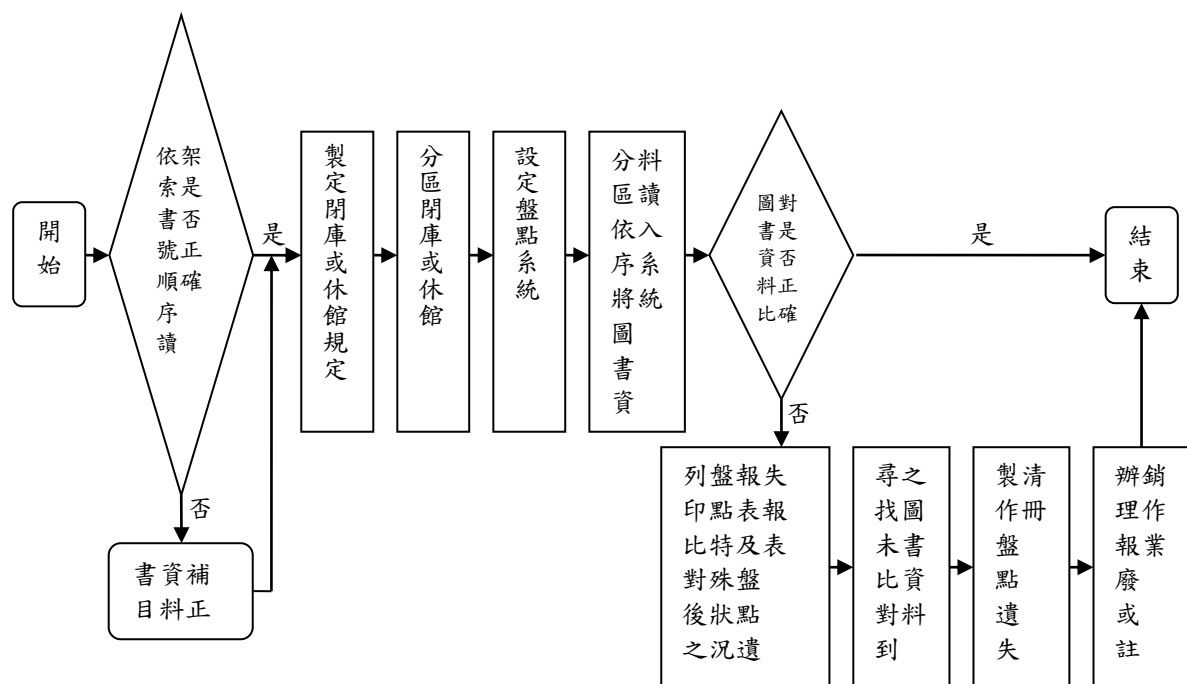 開始
依索書號順序讀
架是否正確
是
否
書目
資料
補正
製定閉庫或休館規定
分區閉庫或休館
設定盤點系統
分區依序將圖書資
料讀入系統
圖書資料比
對是否正確
是
否
結束
列印比對後之
盤點特殊狀況
報表及盤點遺
失報表
尋找未比對到
之圖書資料
製作盤點遺失
清冊
辦理報廢或註
銷作業